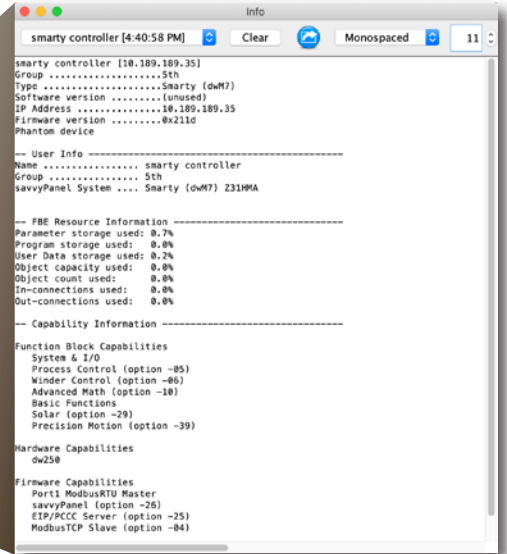 Info
smarty controller [4:40:58 PM] Clear Monospaced 11
smarty controller [10.189.189.35]
Group .....................5th
Type ......................Smarty (dwM7)
Software version .........(unused)
IP Address ...............10.189.189.35
Firmware version .........0x211d
Phantom device
-- User Info ------------------------------------------
Name ................. smarty controller
Group ................ 5th
savvyPanel System .... Smarty (dwM7) Z31HMA
-- FBE Resource Information ----------------------------
Parameter storage used: 0.7%
Program storage used: 0.0%
User Data storage used: 0.2%
Object capacity used: 0.0%
Object count used: 0.0%
In-connections used: 0.0%
Out-connections used: 0.0%
-- Capability Information ------------------------------
Function Block Capabilities
System & I/O
Process Control (option -05)
Winder Control (option -06)
Advanced Math (option -10)
Basic Functions
Solar (option -29)
Precision Motion (option -39)
Hardware Capabilities
dw250
Firmware Capabilities
Port1 ModbusRTU Master
savvyPanel (option -26)
EIP/PCCC Server (option -25)
ModbusTCP Slave (option -04)